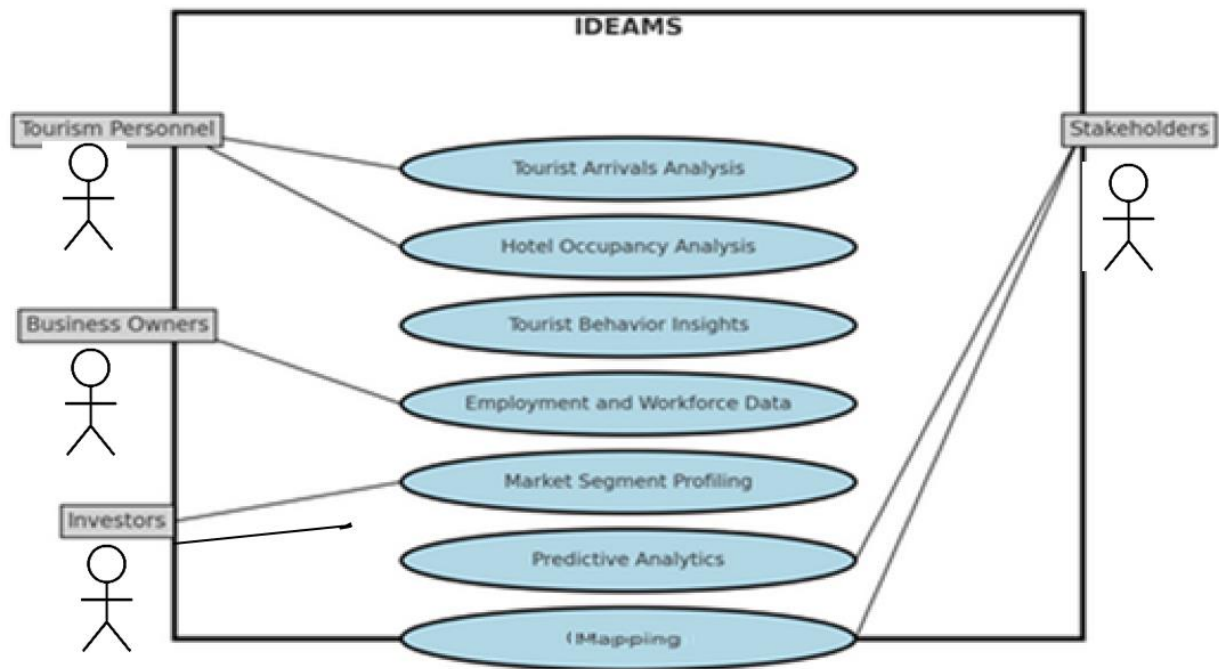 IDEAMS
Tourism Personnel
Stakeholders
Tourist Arrivals Analysis
Hotel Occupancy Analysis
Business Owners
Tourist Behavior Insights
Employment and Workforce Data
Market Segment Profiling
Investors
Predictive Analytics
(Mapping